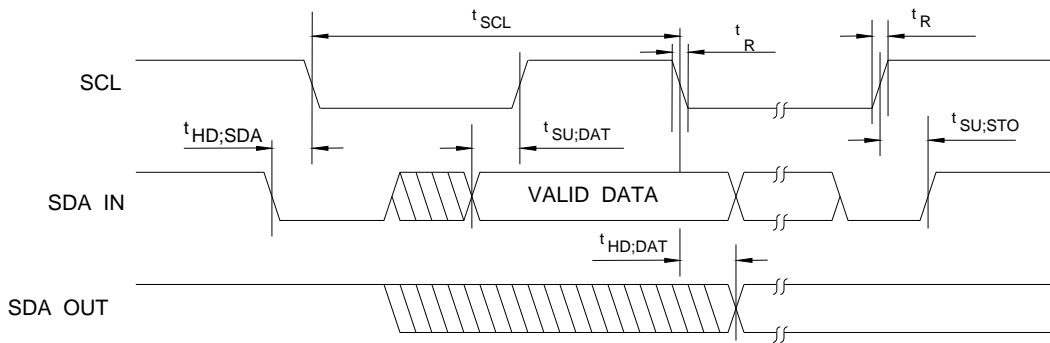 t SCL
t R
t R
SCL
t HD;SDA
t SU;DAT
t SU;STO
SDA IN
VALID DATA
t HD;DAT
SDA OUT